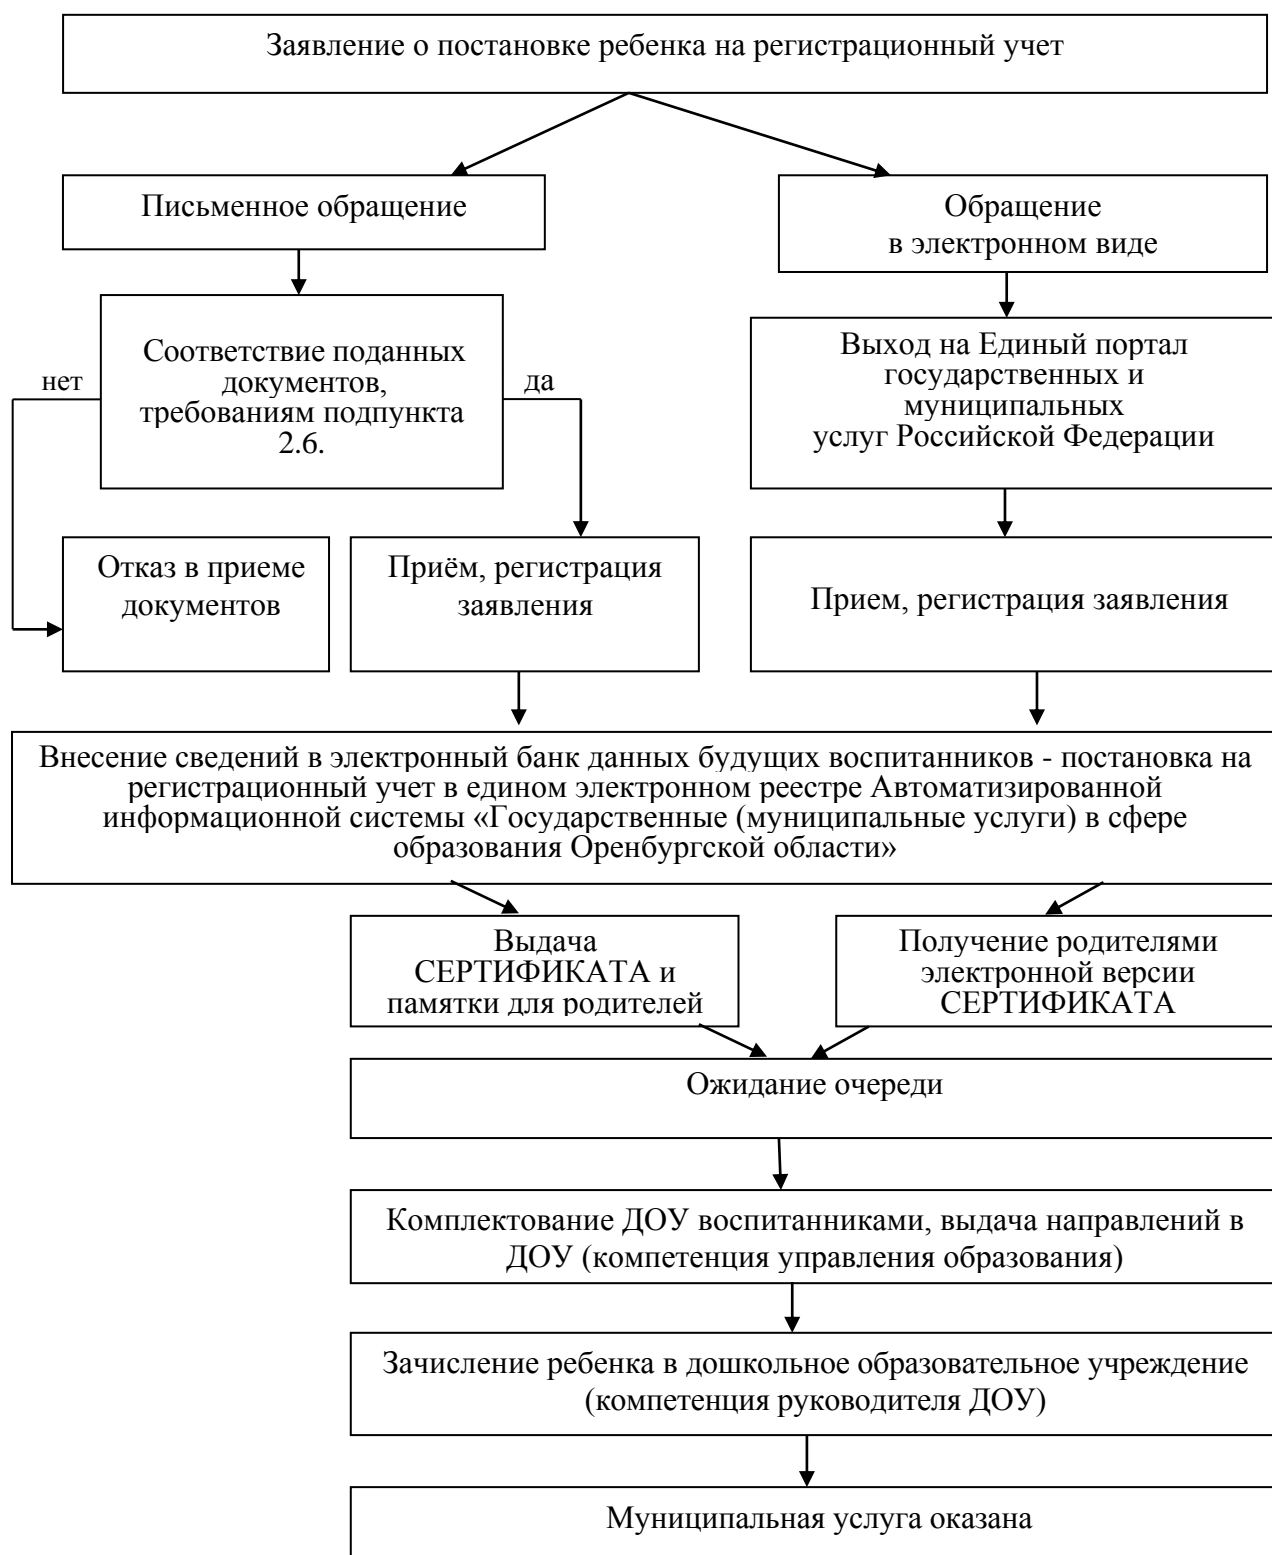 Заявление о постановке ребенка на регистрационный учет
Письменное обращение
Обращение
в электронном виде
Соответствие поданных
документов,
требованиям подпункта
2.6.
нет
да
Выход на Единый портал
государственных и
муниципальных
услуг Российской Федерации
Отказ в приеме
документов
Приём, регистрация
заявления
Прием, регистрация заявления
Внесение сведений в электронный банк данных будущих воспитанников - постановка на
регистрационный учет в едином электронном реестре Автоматизированной
информационной системы «Государственные (муниципальные услуги) в сфере
образования Оренбургской области»
Выдача
СЕРТИФИКАТА и
памятки для родителей
Получение родителями
электронной версии
СЕРТИФИКАТА
Ожидание очереди
Комплектование ДОУ воспитанниками, выдача направлений в
ДОУ (компетенция управления образования)
Зачисление ребенка в дошкольное образовательное учреждение
(компетенция руководителя ДОУ)
Муниципальная услуга оказана